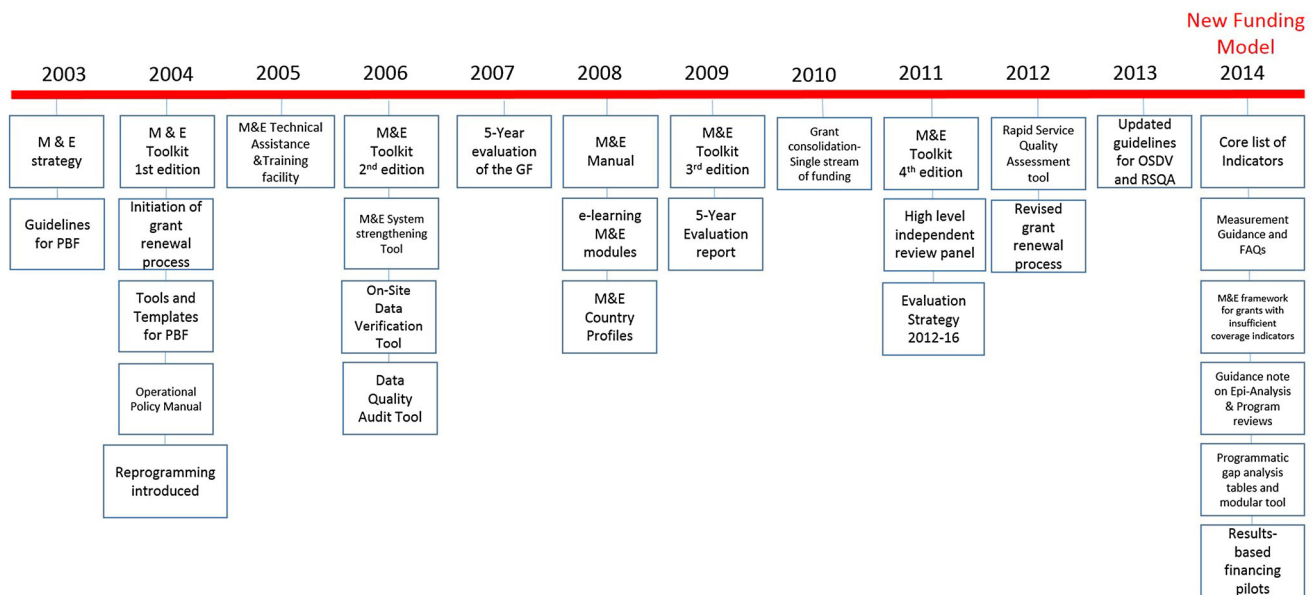 New Funding
Model
2003
2004
2005
2006
2007
2008
2009
2010
2011
2012
2013
2014
M & E
strategy
Guidelines
for PBF
M & E
Toolkit
1st edition
Initiation of
grant
renewal
process
Tools and
Templates
for PBF
Operational
Policy Manual
Reprogramming
introduced
M&E Technical
Assistance
&Training
facility
M&E
Toolkit
2nd edition
M&E System
strengthening
Tool
On-Site
Data
Verification
Tool
Data
Quality
Audit Tool
5-Year
evaluation
of the GF
M&E
Manual
e-learning
M&E
modules
M&E
Country
Profiles
M&E
Toolkit
3rd edition
5-Year
Evaluation
report
Grant
consolidation-
Single stream
of funding
M&E
Toolkit
4th edition
High level
independent
review panel
Evaluation
Strategy
2012-16
Rapid Service
Quality
Assessment
tool
Revised
grant
renewal
process
Updated
guidelines
for OSDV
and RSQA
Core list of
Indicators
Measurement
Guidance and
FAQs
M&E framework
for grants with
insufficient
coverage indicators
Guidance note
on Epi-Analysis
& Program
reviews
Programmatic
gap analysis
tables and
modular tool
Results-
based
financing
pilots